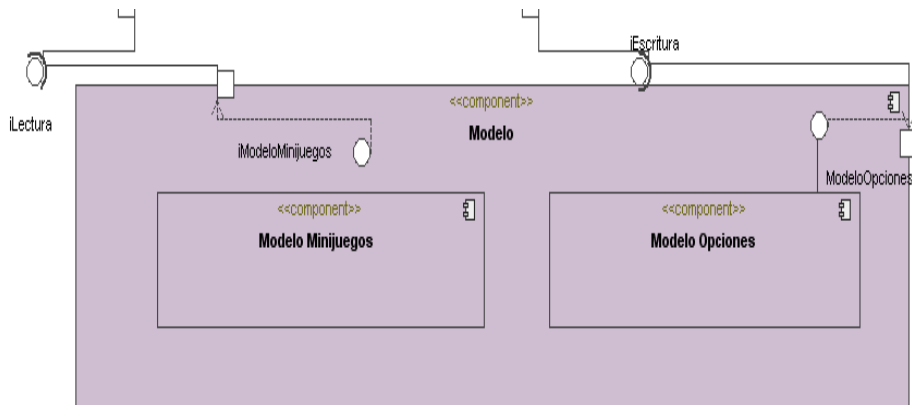 iEscritura
iLectura
<<component>>
Modelo
iModeloMinijuegos
ModeloOpciones
<<component>>
Modelo Minijuegos
<<component>>
Modelo Opciones